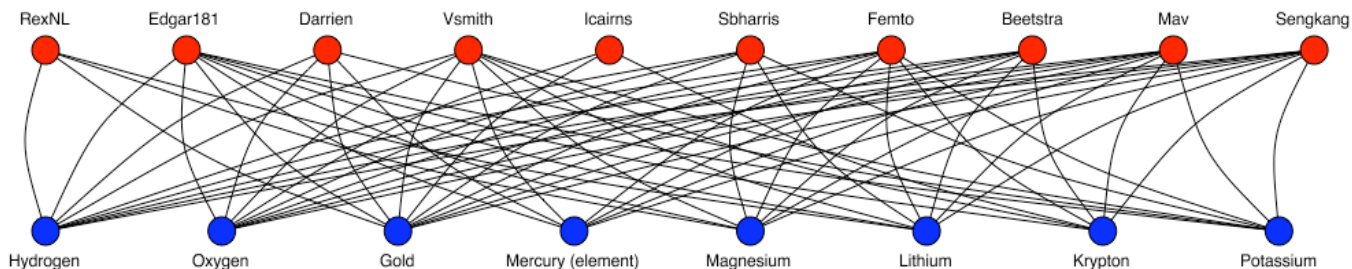 RexNL Edgar181 Darrien Vsmith Icairns Sbharris Femto Beetstra Mav Sengkang
Hydrogen Oxygen Gold Mercury (element) Magnesium Lithium Krypton Potassium